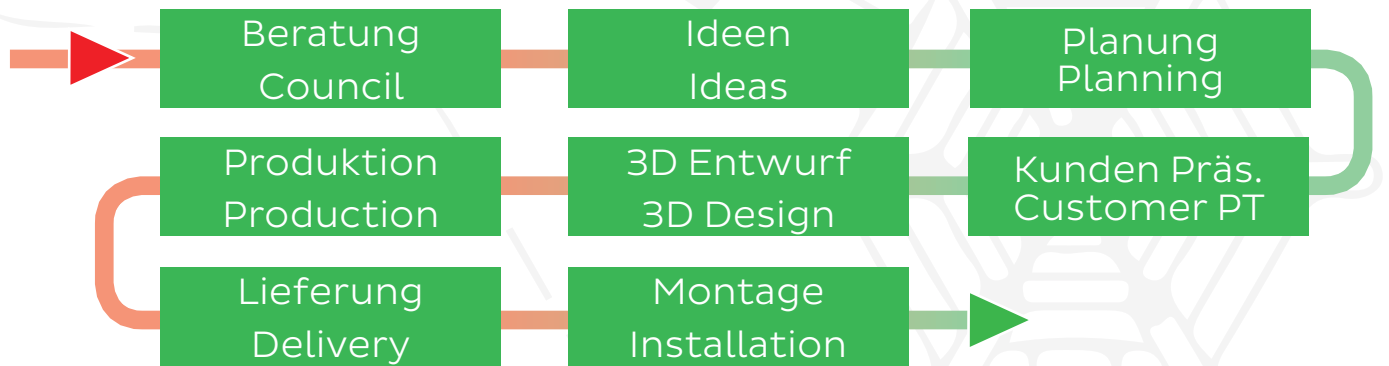 Beratung
Council
Ideen
Ideas
Planung
Planning
Produktion
Production
3D Entwurf
3D Design
Kunden Präs.
Customer PT
Lieferung
Delivery
Montage
Installation